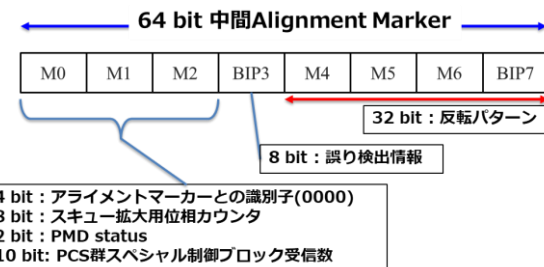 64 bit 中間Alignment Marker
M0 M1 M2 BIP3 M4 M5 M6 BIP7
32 bit : 反転パターン
8 bit : 誤り検出情報
4 bit : アライメントマーカーとの識別子(0000)
bit : スキュー拡大用位相カウンタ
2 bit : PMD status
10 bit: PCS群スペシャル制御ブロック受信数